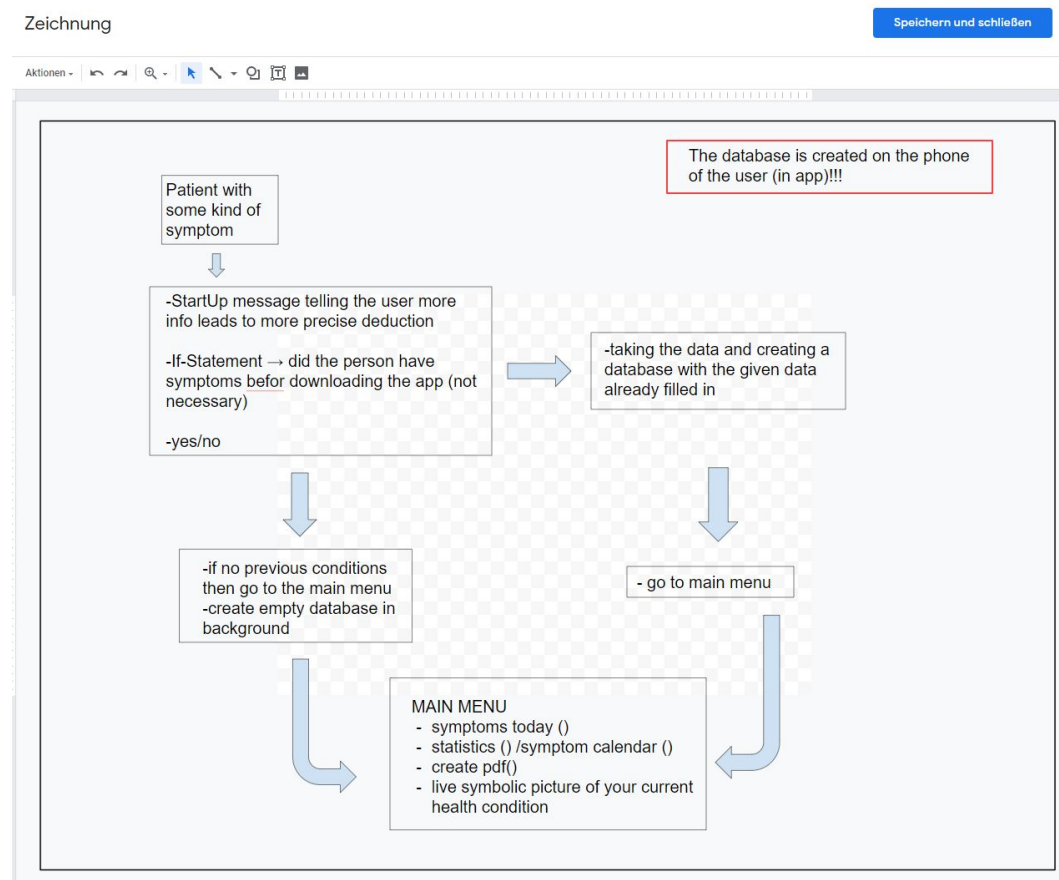 Zeichnung
Speichern und schließen
Aktionen
The database is created on the phone
of the user (in app)!!!
Patient with
some kind of
symptom
-StartUp message telling the user more
info leads to more precise deduction
-If-Statement → did the person have
symptoms befor downloading the app (not
necessary)
-yes/no
-taking the data and creating a
database with the given data
already filled in
-if no previous conditions
then go to the main menu
-create empty database in
background
- go to main menu
MAIN MENU
- symptoms today ()
- statistics () /symptom calendar ()
- create pdf()
- live symbolic picture of your current
health condition